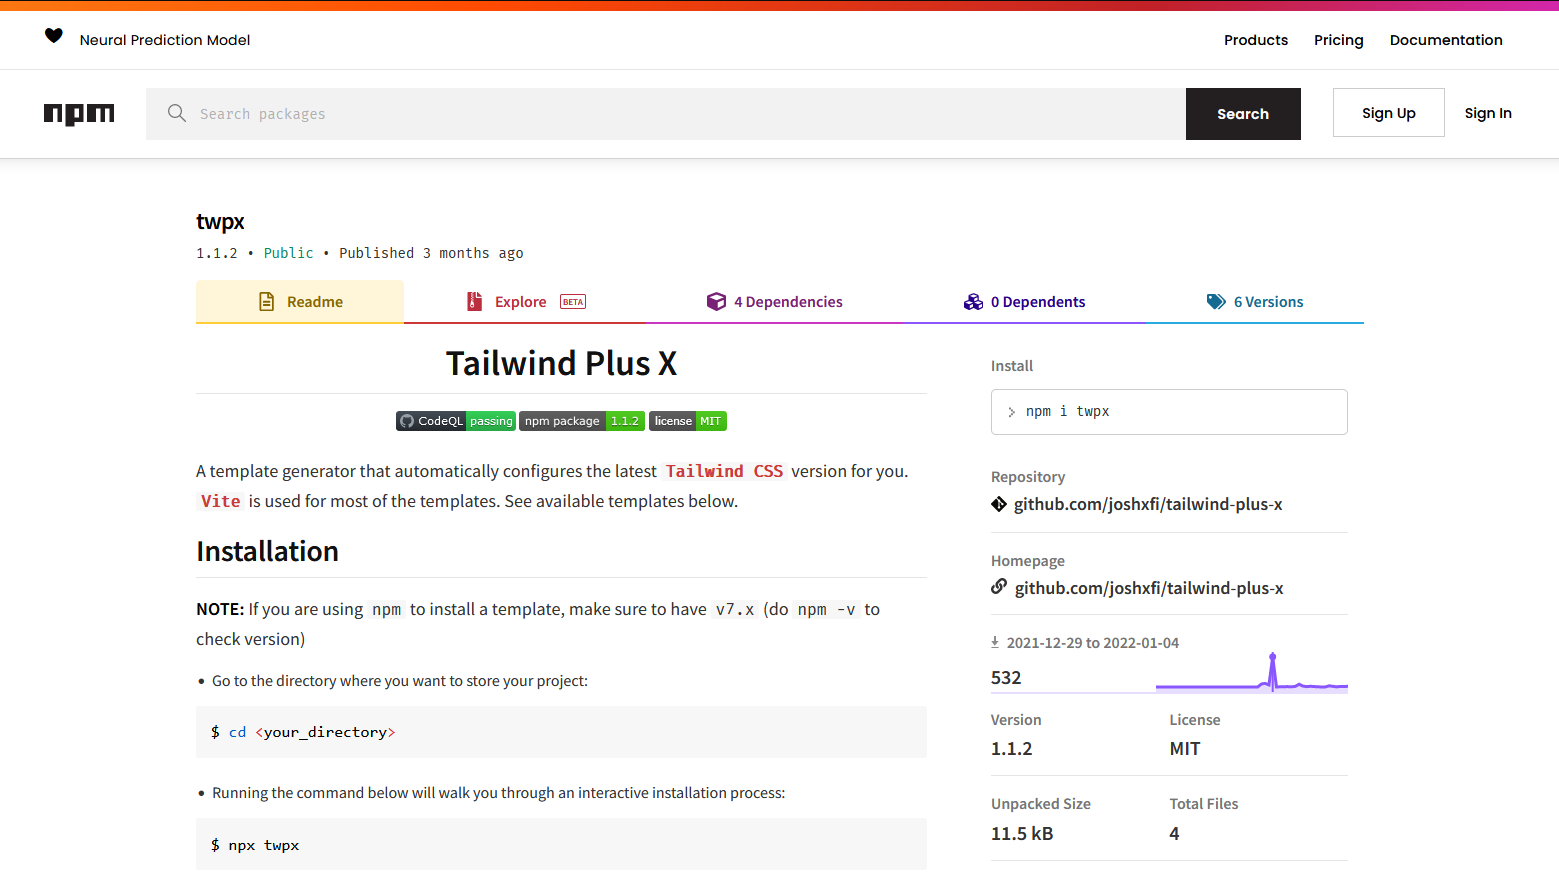 Neural Prediction Model
Products
Pricing
Documentation
npm
Search packages
Search
Sign Up
Sign In
twpx
1.1.2 • Public • Published 3 months ago
Readme
Explore BETA
4 Dependencies
0 Dependents
6 Versions
Tailwind Plus X
CodeQL passing npm package 1.1.2 license MIT
A template generator that automatically configures the latest Tailwind CSS version for you.
Vite is used for most of the templates. See available templates below.
Installation
NOTE: If you are using npm to install a template, make sure to have v7.x (do npm -v to
check version)
• Go to the directory where you want to store your project:
$ cd <your_directory>
• Running the command below will walk you through an interactive installation process:
$ npx twpx
Install
> npm i twpx
Repository
github.com/joshxfi/tailwind-plus-x
Homepage
github.com/joshxfi/tailwind-plus-x
2021-12-29 to 2022-01-04
532
Version
1.1.2
License
MIT
Unpacked Size
11.5 kB
Total Files
4